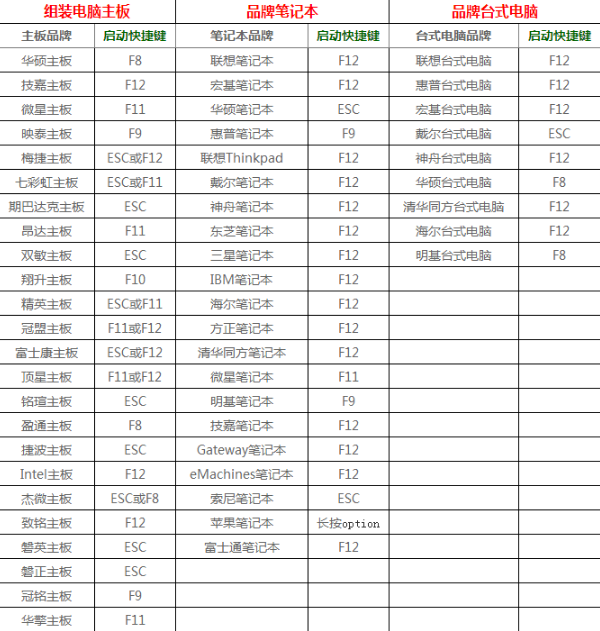 组装电脑主板 品牌笔记本 品牌台式电脑
主板品牌 启动快捷键 笔记本品牌 启动快捷键 台式电脑品牌 启动快捷键
华硕主板 F8 联想笔记本 F12 联想台式电脑 F12
技嘉主板 F12 宏基笔记本 F12 惠普台式电脑 F12
微星主板 F11 华硕笔记本 ESC 宏基台式电脑 F12
映泰主板 F9 惠普笔记本 F9 戴尔台式电脑 ESC
梅捷主板 ESC或F12 联想Thinkpad F12 神舟台式电脑 F12
七彩虹主板 ESC或F11 戴尔笔记本 F12 华硕台式电脑 F8
期巴达克主板 ESC 神舟笔记本 F12 清华同方台式电脑 F12
昂达主板 F11 东芝笔记本 F12 海尔台式电脑 F12
双敏主板 ESC 三星笔记本 F12 明基台式电脑 F8
翔升主板 F10 IBM笔记本 F12
精英主板 ESC或F11 海尔笔记本 F12
冠盟主板 F11或F12 方正笔记本 F12
富士康主板 ESC或F12 清华同方笔记本 F12
顶星主板 F11或F12 微星笔记本 F11
铭瑄主板 ESC 明基笔记本 F9
盈通主板 F8 技嘉笔记本 F12
捷波主板 ESC Gateway笔记本 F12
Intel主板 F12 eMachines笔记本 F12
杰微主板 ESC或F8 索尼笔记本 ESC
致铭主板 F12 苹果笔记本 长按option
磐英主板 ESC 富士通笔记本 F12
磐正主板 ESC
冠铭主板 F9
华擎主板 F11